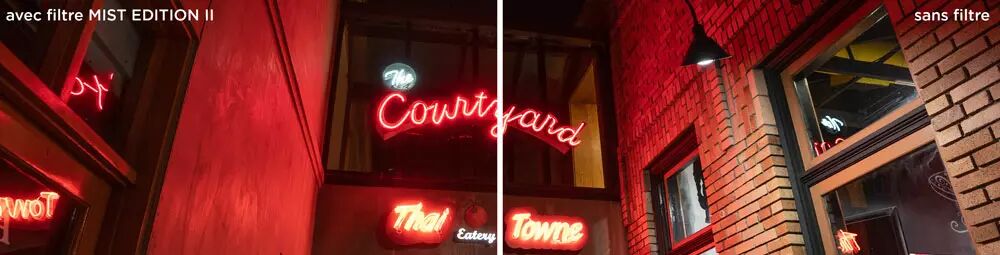 avec filtre MIST EDITION II
sans filtre
The
Courtyard
Thai Eatery Towne